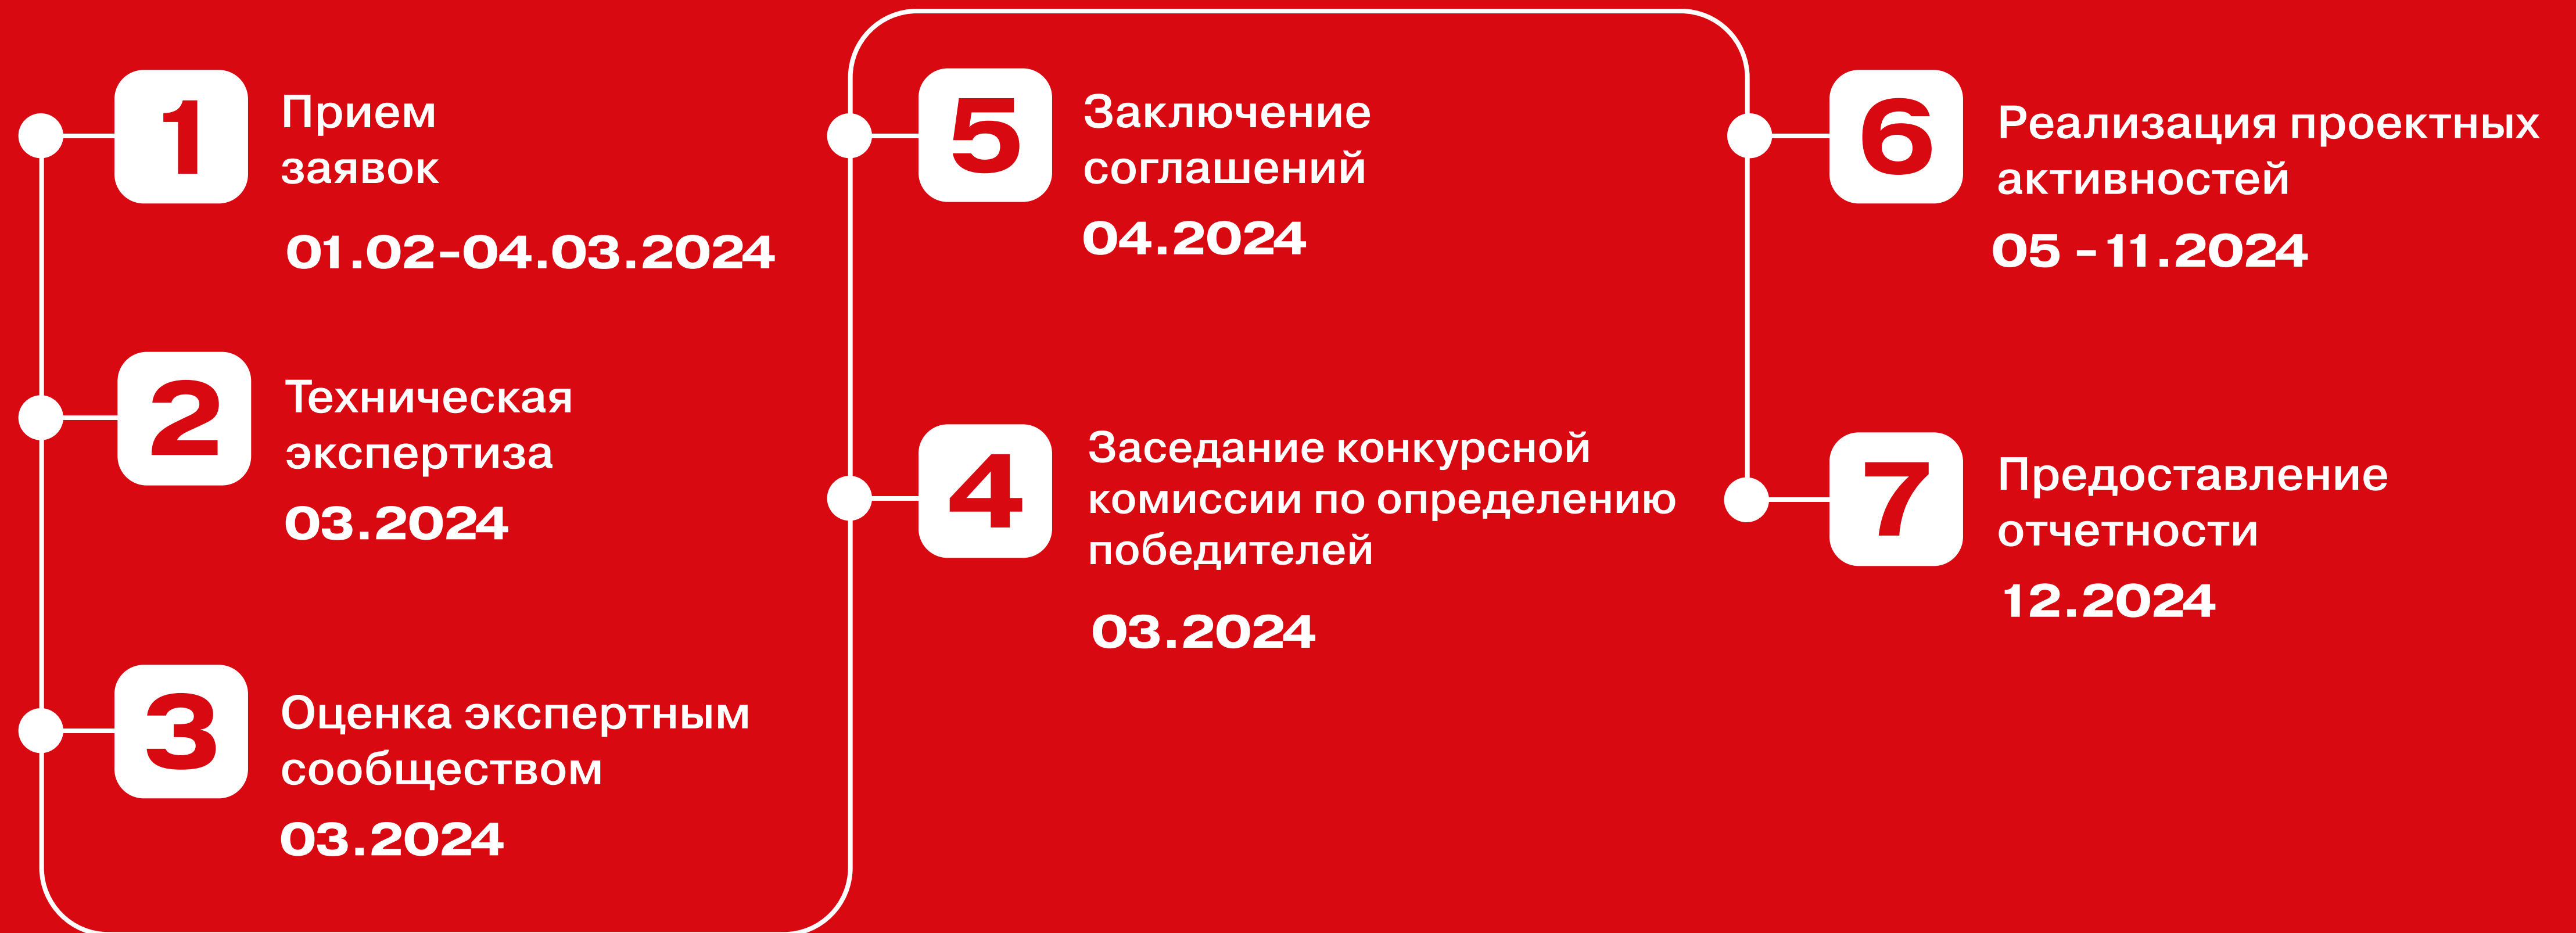 1
Прием
заявок
01.02-04.03.2024
2
Техническая
экспертиза
03.2024
3
Оценка экспертным
сообществом
03.2024
4
Заседание конкурсной
комиссии по определению
победителей
03.2024
5
Заключение
соглашений
04.2024
6
Реализация проектных
активностей
05 - 11.2024
7
Предоставление
отчетности
12.2024